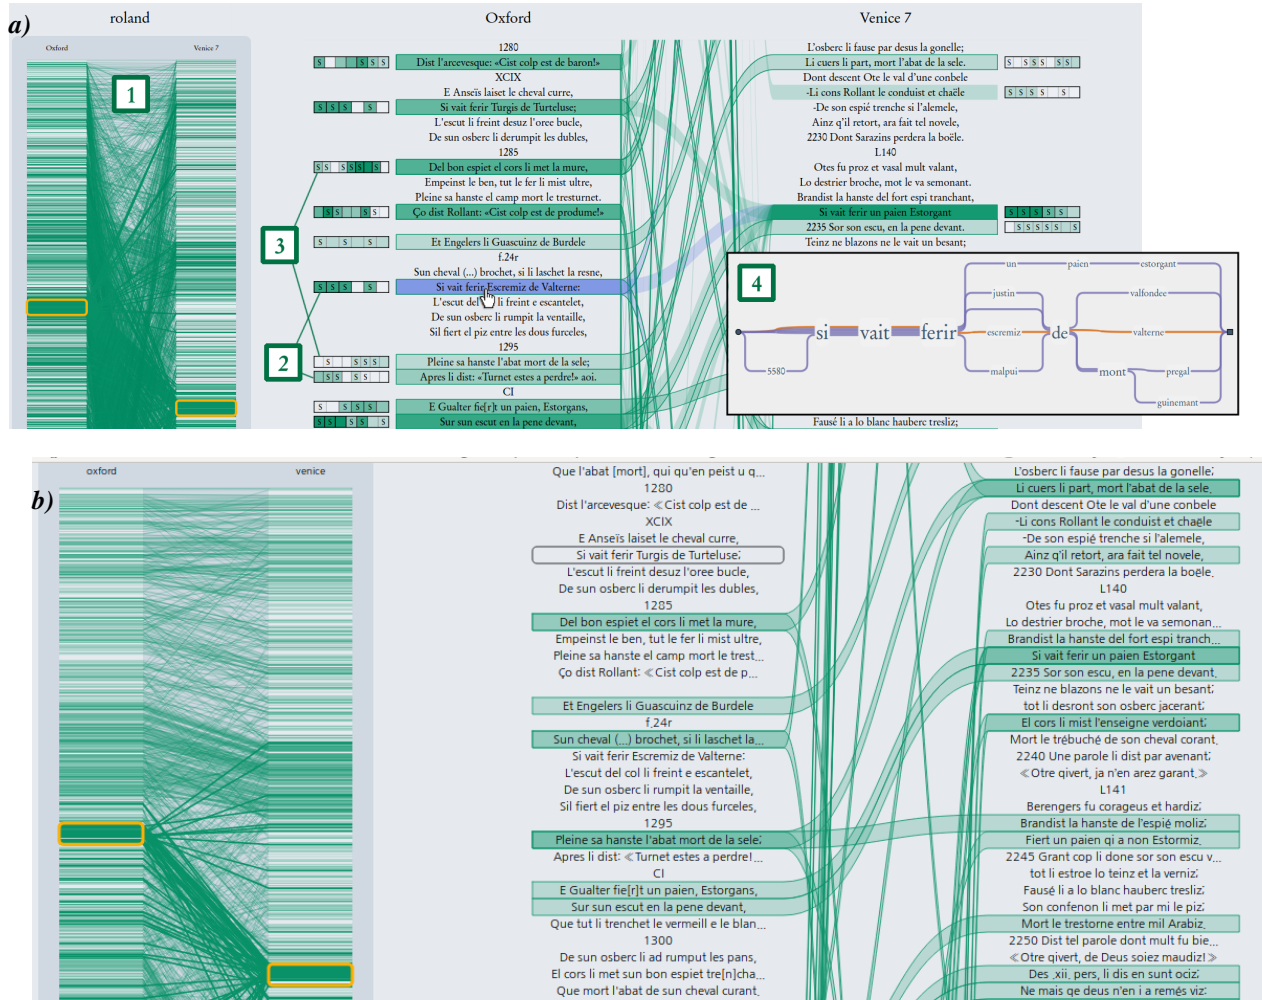 a)
roland
Oxford
Venice 7
Oxford
Venice 7
1
3
2
1280
S S S S
Dist l'arcevesque: «Cist colp est de baron!»
XCIX
E Anseïs laiset le cheval curre,
S S S S
Si vait ferir Turgis de Turteluse;
L'escut li freint desuz l'oree bucle,
De sun osberc li derumpit les dubles,
1285
Del bon espiet el cors li met la mure,
Empeinst le ben, tut le fer li mist ultre,
Pleine sa hanste el camp mort le tresturnet.
Ço dist Rollant: «Cist colp est de produme!»
S S S
Et Engelers li Guascuinz de Burdele
f.24r
Sun cheval (...) brochet, si li laschet la resne,
S S S S
Si vait ferir Escremiz de Valterne:
L'escut del li freint e escantelet,
De sun osberc li rumpit la ventaille,
Sil fiert el piz entre les dous furceles,
1295
S S S S
Pleine sa hanste l'abat mort de la sele;
Apres li dist: «Turnet estes a perdre!» aoi.
CI
S S S S S
E Gualter fie[r]t un paien, Estorgans,
Sur sun escut en la pene devant,
L'osberc li fause par desus la gonelle;
Li cuers li part, mort l'abat de la sele.
S S S S S S
Dont descent Ote le val d'une conbele
-Li cons Rollant le conduist et chaële
S S S S S
-De son espié trenche si l'alemele,
Ainz q'il retort, ara fait tel novele,
2230 Dont Sarazins perdera la boële.
L140
Otes fu proz et vasal mult valant,
Lo destrier broche, mot le va semonant.
Brandist la hanste del fort espi tranchant,
Si vait ferir un paien Estorgant
S S S S S
2235 Sor son escu, en la pene devant.
S S S S S S
Teinz ne blazons ne le vait un besant;
Fausé li a lo blanc hauberc tresliz;
4
un paien estorgant
justin valfondee
si vait ferir escremiz de valterne
5580 malpui mont pregal
guinemant
b)
oxford
venice
Que l'abat [mort], qui qu'en peist u q...
1280
Dist l'arcevesque: ≪Cist colp est de ...
XCIX
E Anseïs laiset le cheval curre,
Si vait ferir Turgis de Turteluse;
L'escut li freint desuz l'oree bucle,
De sun osberc li derumpit les dubles,
1285
Del bon espiet el cors li met la mure,
Empeinst le ben, tut le fer li mist ultre,
Pleine sa hanste el camp mort le trest...
Ço dist Rollant: ≪Cist colp est de p...
Et Engelers li Guascuinz de Burdele
f.24r
Sun cheval (...) brochet, si li laschet la...
Si vait ferir Escremiz de Valterne:
L'escut del col li freint e escantelet,
De sun osberc li rumpit la ventaille,
Sil fiert el piz entre les dous furceles,
1295
Pleine sa hanste l'abat mort de la sele;
Apres li dist: ≪Turnet estes a perdre!...
CI
E Gualter fie[r]t un paien, Estorgans,
Sur sun escut en la pene devant,
Que tut li trenchet le vermeill e le blan...
1300
De sun osberc li ad rumput les pans,
El cors li met sun bon espiet tre[n]cha...
Que mort l'abat de sun cheval curant.
L'osberc li fause par desus la gonelle;
Li cuers li part, mort l'abat de la sele.
Dont descent Ote le val d'une conbele
-Li cons Rollant le conduist et chaële
-De son espié trenche si l'alemele,
Ainz q'il retort, ara fait tel novele,
2230 Dont Sarazins perdera la boële.
L140
Otes fu proz et vasal mult valant,
Lo destrier broche, mot le va semonan...
Brandist la hanste del fort espi tranch...
Si vait ferir un paien Estorgant
2235 Sor son escu, en la pene devant.
Teinz ne blazons ne le vait un besant;
tot li desront son osberc jacerant;
El cors li mist l'enseigne verdoiant;
Mort le trébuché de son cheval corant.
2240 Une parole li dist par avenant;
≪Otre qivert, ja n'en arez garant.≫
L141
Berengers fu corageus et hardiz;
Brandist la hanste de l'espié moliz;
Fiert un paien qi a non Estormiz.
2245 Grant cop li done sor son escu v...
tot li estroe lo teinz et la verniz;
Fausé li a lo blanc hauberc tresliz;
Son confenon li met par mi le piz;
Mort le trestorne entre mil Arabiz.
2250 Dist tel parole dont mult fu bie...
≪Otre qivert, de Deus soiez maudiz!≫
Des .xii. pers, li dis en sunt ociz;
Ne mais qe deus n'en i a remés viz: